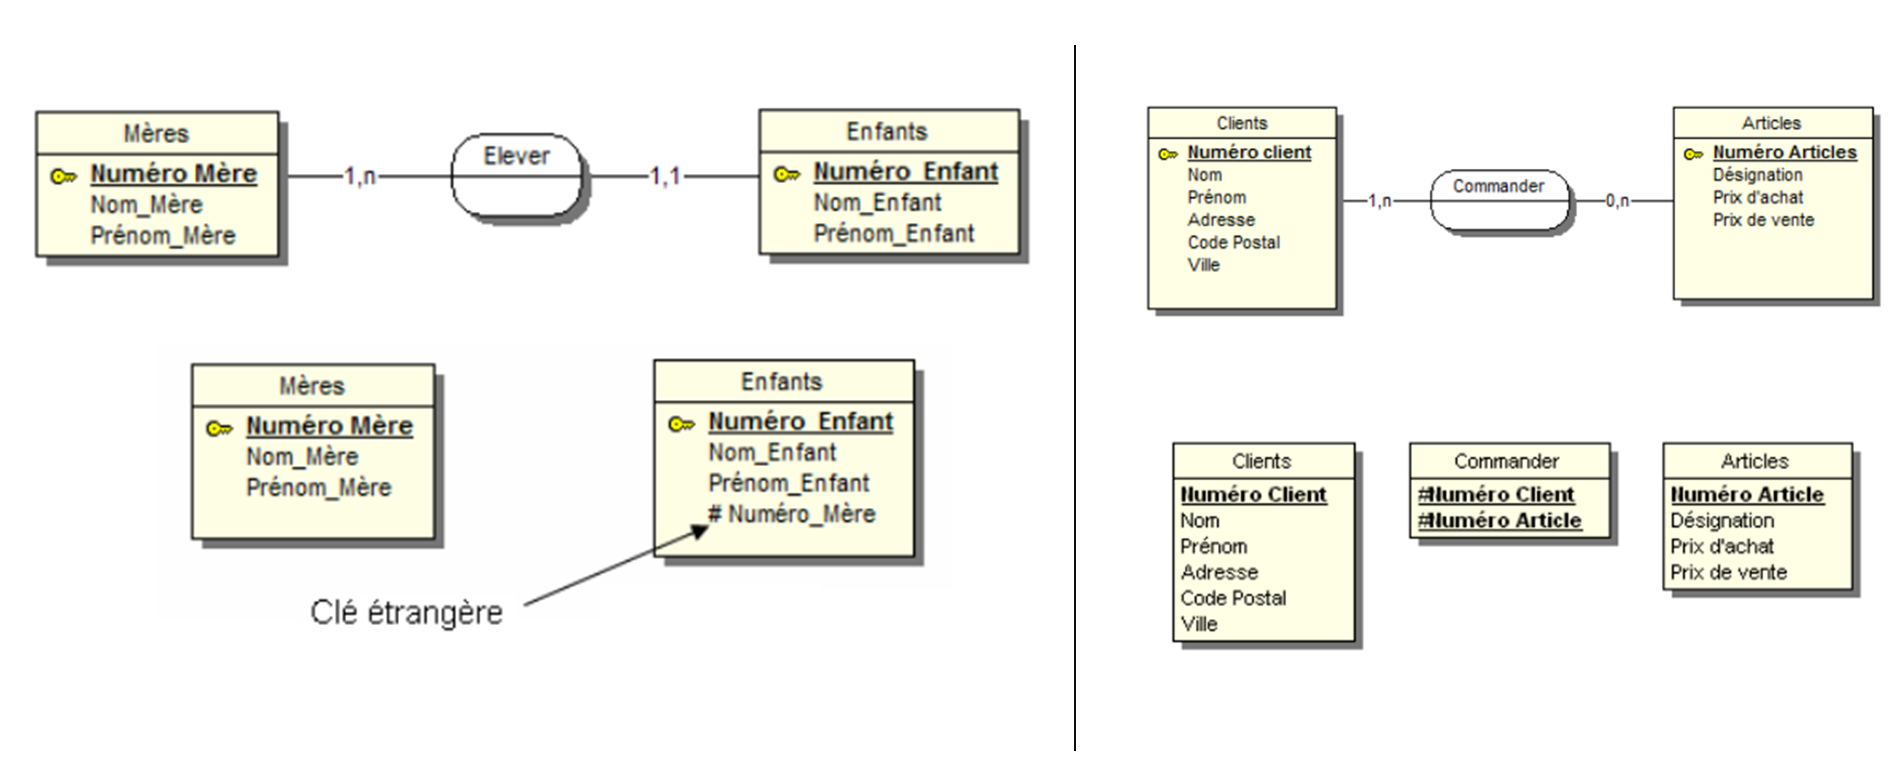 Mères
Numéro Mère
Nom_Mère
Prénom_Mère
1,n
Elever
1,1
Enfants
Numéro_Enfant
Nom_Enfant
Prénom_Enfant
Mères
Numéro Mère
Nom_Mère
Prénom_Mère
Enfants
Numéro_Enfant
Nom_Enfant
Prénom_Enfant
# Numéro_Mère
Clé étrangère
Clients
Numéro client
Nom
Prénom
Adresse
Code Postal
Ville
1,n
Commander
0,n
Articles
Numéro Articles
Désignation
Prix d'achat
Prix de vente
Clients
Numéro Client
Nom
Prénom
Adresse
Code Postal
Ville
Commander
#Numéro Client
#Numéro Article
Articles
Numéro Article
Désignation
Prix d'achat
Prix de vente